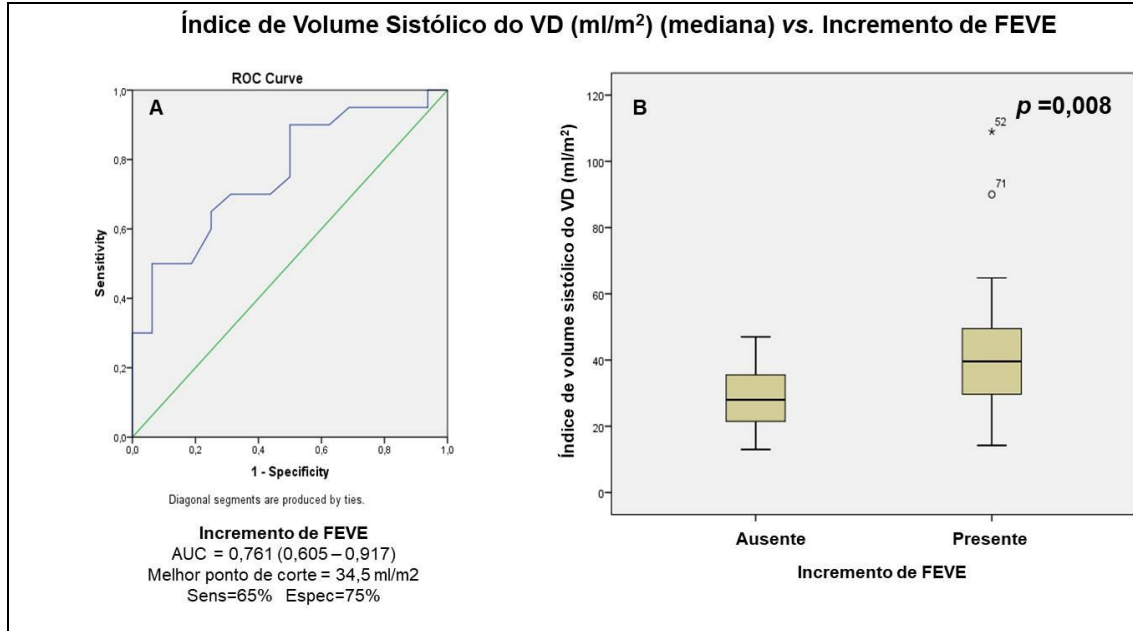 Índice de Volume Sistólico do VD (ml/m²) (mediana) vs. Incremento de FEVE
ROC Curve
A
1,0
0,8
0,6
0,4
0,2
0,0
Sensitivity
0,0 0,2 0,4 0,6 0,8 1,0
1 - Specificity
Diagonal segments are produced by ties.
Incremento de FEVE
AUC = 0,761 (0,605 – 0,917)
Melhor ponto de corte = 34,5 ml/m2
Sens=65% Espec=75%
B
p =0,008
Índice de volume sistólico do VD (ml/m²)
120
100
80
60
40
20
0
52
71
Ausente Presente
Incremento de FEVE